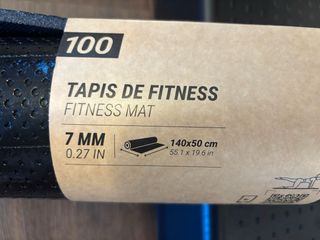 100
TAPIS DE FITNESS
FITNESS MAT
7 MM
0.27 IN
140x50 cm
55.1 x 19.6 in